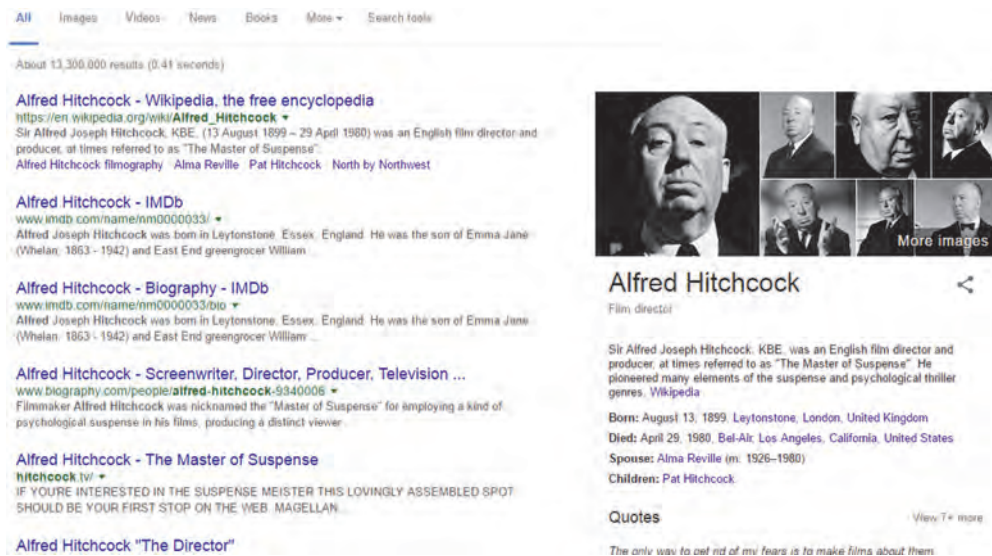 All Images Videos News Books More Search tools
About 13,300,000 results (0.41 seconds)
Alfred Hitchcock - Wikipedia, the free encyclopedia
https://en.wikipedia.org/wiki/Alfred_Hitchcock
Sir Alfred Joseph Hitchcock, KBE, (13 August 1899 – 29 April 1980) was an English film director and
producer, at times referred to as "The Master of Suspense".
Alfred Hitchcock filmography Alma Reville Pat Hitchcock North by Northwest
Alfred Hitchcock - IMDb
www.imdb.com/name/nm0000033/
Alfred Joseph Hitchcock was born in Leytonstone, Essex, England. He was the son of Emma Jane
(Whelan; 1863 - 1942) and East End greengrocer William
Alfred Hitchcock - Biography - IMDb
www.imdb.com/name/nm0000033/bio
Alfred Joseph Hitchcock was born in Leytonstone, Essex, England. He was the son of Emma Jane
(Whelan; 1863 - 1942) and East End greengrocer William ...
Alfred Hitchcock - Screenwriter, Director, Producer, Television ...
www.biography.com/people/alfred-hitchcock-9340006
Filmmaker Alfred Hitchcock was nicknamed the "Master of Suspense" for employing a kind of
psychological suspense in his films, producing a distinct viewer
Alfred Hitchcock - The Master of Suspense
hitchcock.tv/
IF YOU'RE INTERESTED IN THE SUSPENSE MEISTER THIS LOVINGLY ASSEMBLED SPOT
SHOULD BE YOUR FIRST STOP ON THE WEB. MAGELLAN
Alfred Hitchcock "The Director"
More images
Alfred Hitchcock
Film director
Sir Alfred Joseph Hitchcock, KBE, was an English film director and
producer, at times referred to as "The Master of Suspense". He
pioneered many elements of the suspense and psychological thriller
genres. Wikipedia
Born: August 13, 1899, Leytonstone, London, United Kingdom
Died: April 29, 1980, Bel-Air, Los Angeles, California, United States
Spouse: Alma Reville (m. 1926–1980)
Children: Pat Hitchcock
Quotes View 7+ more
The only way to get rid of my fears is to make films about them.